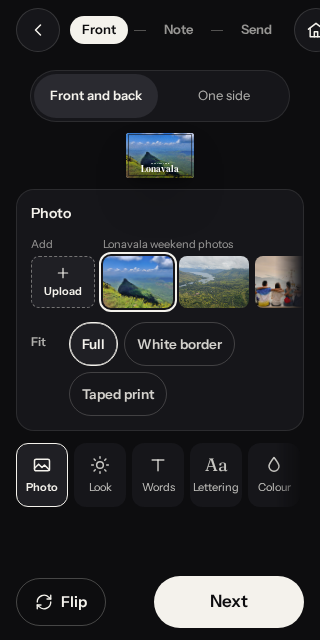 Front — Note — Send
Front and back One side
Lonavala
Photo
Add Lonavala weekend photos
Upload
Fit Full White border
Taped print
Aa
Photo Look Words Lettering Colour
Flip Next